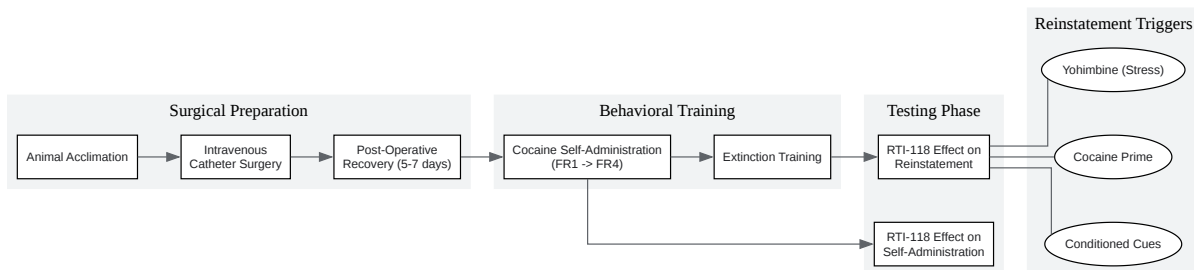 Surgical Preparation
Animal Acclimation
Intravenous
Catheter Surgery
Post-Operative
Recovery (5-7 days)
Behavioral Training
Cocaine Self-Administration
(FR1 -> FR4)
Extinction Training
Testing Phase
RTI-118 Effect on
Reinstatement
RTI-118 Effect on
Self-Administration
Reinstatement Triggers
Yohimbine (Stress)
Cocaine Prime
Conditioned Cues